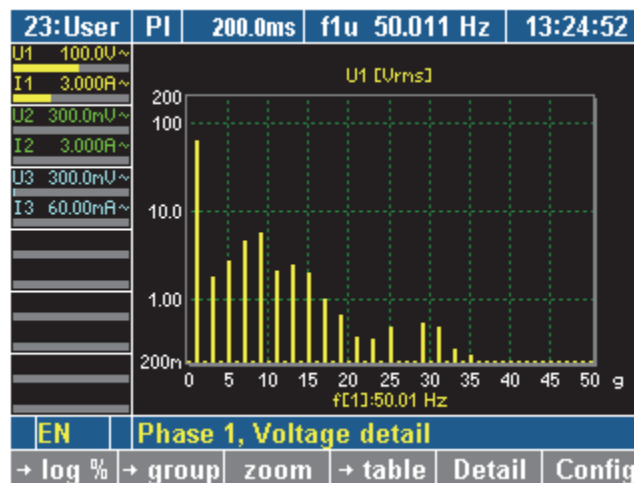 23:User PI 200.0ms f1u 50.011 Hz 13:24:52
U1 100.0V~
I1 3.000A~
U2 300.0mV~
I2 3.000A~
U3 300.0mV~
I3 60.00mA~
U1 [Vrms]
200
100
10.0
1.00
200m
0 5 10 15 20 25 30 35 40 45 50 g
f[1]:50.01 Hz
EN Phase 1, Voltage detail
→ log % → group zoom → table Detail Config